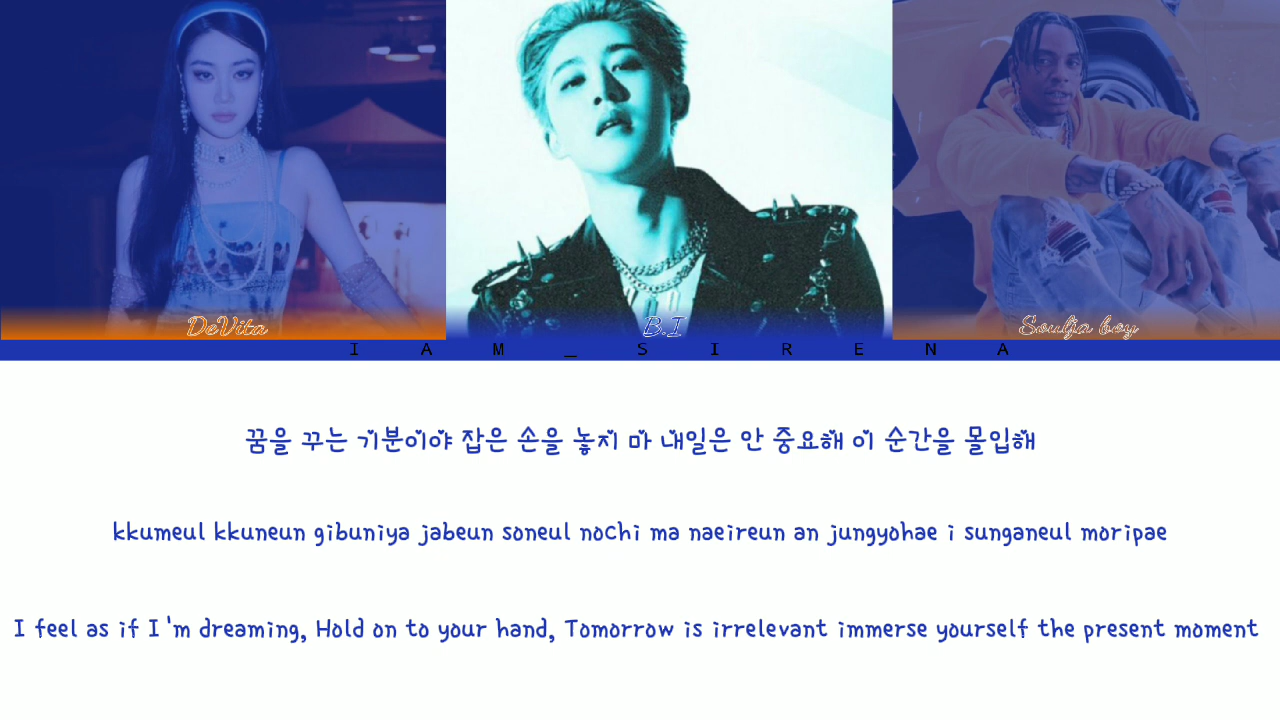 DeVita
B.I
Soulja boy
I A M _ S I R E N A
꿈을 꾸는 기분이야 잡은 손을 놓지 마 내일은 안 중요해 이 순간을 몰입해
kkumeul kkuneun gibuniya jabeun soneul nochi ma naeireun an jungyohae i sunganeul moripae
I feel as if I 'm dreaming, Hold on to your hand, Tomorrow is irrelevant immerse yourself the present moment